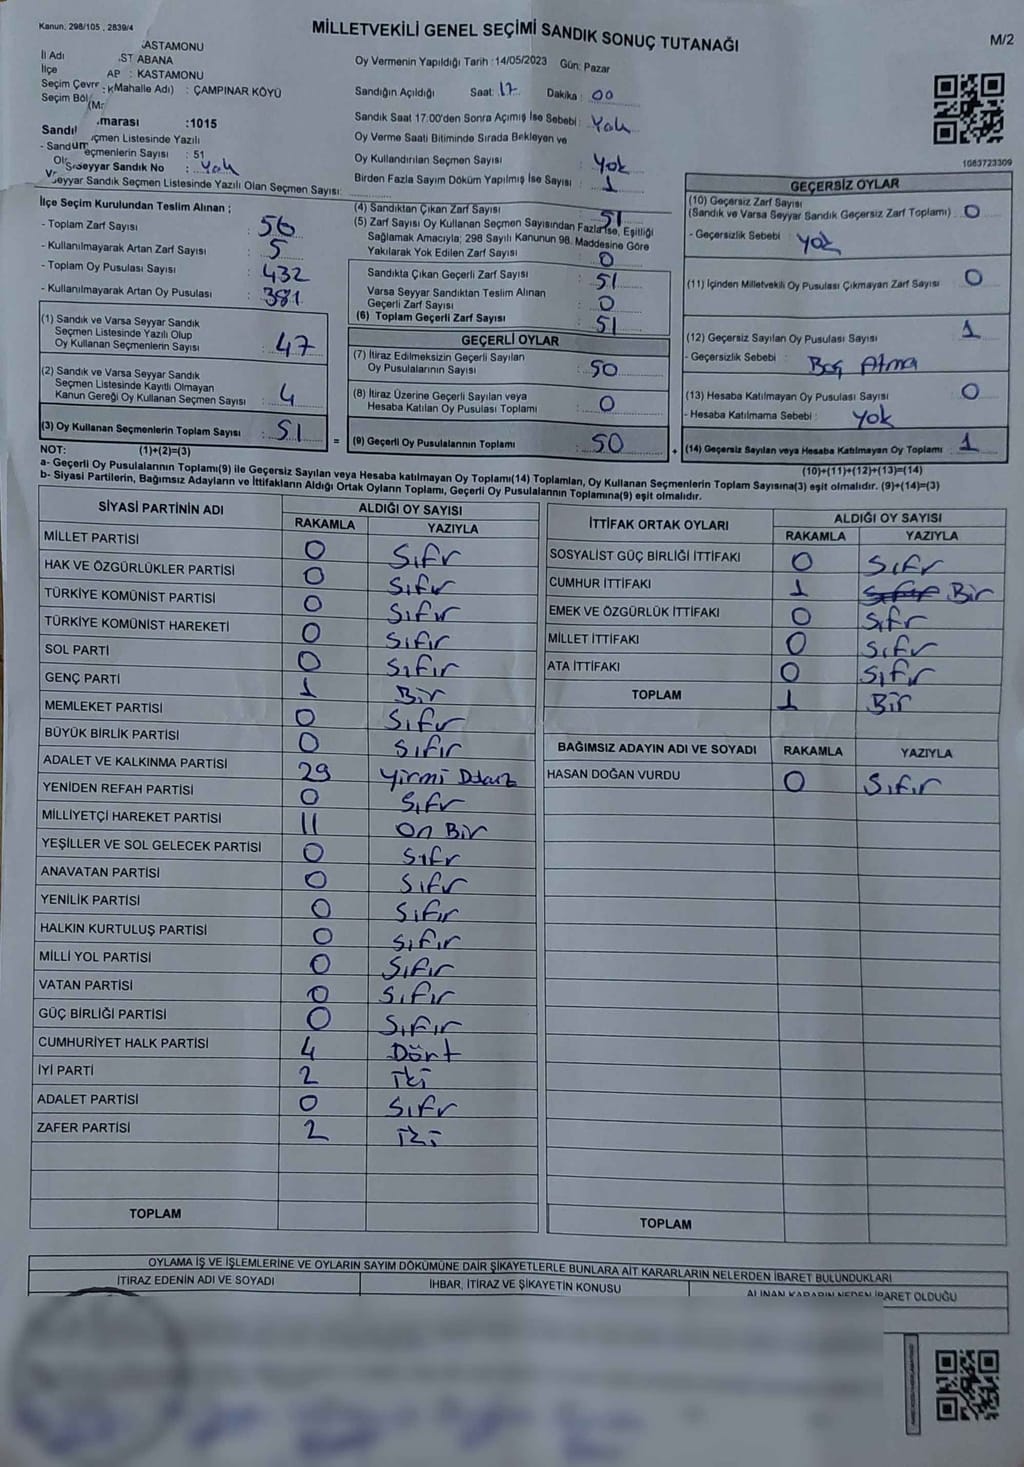 Kanun: 298/105 , 2839/4
MİLLETVEKİLİ GENEL SEÇİMİ SANDIK SONUÇ TUTANAĞI
M/2
İl Adı KASTAMONU
İlçe ABANA
Seçim Çevr : KASTAMONU
Seçim Böl (Mahalle Adı) : ÇAMPINAR KÖYÜ
marası :1015
Seçmen Listesinde Yazılı
Seçmenlerin Sayısı : 51
Seyyar Sandık No : Yok
Seyyar Sandık Seçmen Listesinde Yazılı Olan Seçmen Sayısı:
Oy Vermenin Yapıldığı Tarih :14/05/2023 Gün: Pazar
Sandığın Açıldığı Saat: 17 Dakika : 00
Sandık Saat 17:00'den Sonra Açılmış İse Sebebi: Yok
Oy Verme Saati Bitiminde Sırada Bekleyen ve
Oy Kullandırılan Seçmen Sayısı : Yok
Birden Fazla Sayım Döküm Yapılmış İse Sayısı : 1
1083723309
İlçe Seçim Kurulundan Teslim Alınan ;
- Toplam Zarf Sayısı : 56
- Kullanılmayarak Artan Zarf Sayısı : 5
- Toplam Oy Pusulası Sayısı : 432
- Kullanılmayarak Artan Oy Pusulası : 381
(1) Sandık ve Varsa Seyyar Sandık
Seçmen Listesinde Yazılı Olup
Oy Kullanan Seçmenlerin Sayısı : 47
(2) Sandık ve Varsa Seyyar Sandık
Seçmen Listesinde Kayıtlı Olmayan
Kanun Gereği Oy Kullanan Seçmen Sayısı : 4
(3) Oy Kullanan Seçmenlerin Toplam Sayısı : 51
(4) Sandıktan Çıkan Zarf Sayısı : 51
(5) Zarf Sayısı Oy Kullanan Seçmen Sayısından Fazla ise, Eşitliği
Sağlamak Amacıyla; 298 Sayılı Kanunun 98. Maddesine Göre
Yakılarak Yok Edilen Zarf Sayısı : 0
Sandıkta Çıkan Geçerli Zarf Sayısı : 51
Varsa Seyyar Sandıktan Teslim Alınan
Geçerli Zarf Sayısı : 0
(6) Toplam Geçerli Zarf Sayısı : 51
GEÇERLİ OYLAR
(7) İtiraz Edilmeksizin Geçerli Sayılan
Oy Pusulalarının Sayısı : 50
(8) İtiraz Üzerine Geçerli Sayılan veya
Hesaba Katılan Oy Pusulası Toplamı : 0
= (9) Geçerli Oy Pusulalarının Toplamı : 50
GEÇERSİZ OYLAR
(10) Geçersiz Zarf Sayısı
(Sandık ve Varsa Seyyar Sandık Geçersiz Zarf Toplamı) : 0
- Geçersizlik Sebebi : Yok
(11) İçinden Milletvekili Oy Pusulası Çıkmayan Zarf Sayısı : 0
(12) Geçersiz Sayılan Oy Pusulası Sayısı : 1
- Geçersizlik Sebebi : Boş Atma
(13) Hesaba Katılmayan Oy Pusulası Sayısı : 0
- Hesaba Katılmama Sebebi : Yok
+ (14) Geçersiz Sayılan veya Hesaba Katılmayan Oy Toplamı : 1
NOT: (1)+(2)=(3) (10)+(11)+(12)+(13)=(14)
a- Geçerli Oy Pusulalarının Toplamı(9) ile Geçersiz Sayılan veya Hesaba katılmayan Oy Toplamı(14) Toplamları, Oy Kullanan Seçmenlerin Toplam Sayısına(3) eşit olmalıdır. (9)+(14)=(3)
b- Siyasi Partilerin, Bağımsız Adayların ve İttifakların Aldığı Ortak Oyların Toplamı, Geçerli Oy Pusulalarının Toplamına(9) eşit olmalıdır.
SİYASİ PARTİNİN ADI ALDIĞI OY SAYISI
RAKAMLA YAZIYLA
MİLLET PARTİSİ 0 Sıfır
HAK VE ÖZGÜRLÜKLER PARTİSİ 0 Sıfır
TÜRKİYE KOMÜNİST PARTİSİ 0 Sıfır
TÜRKİYE KOMÜNİST HAREKETİ 0 Sıfır
SOL PARTİ 0 Sıfır
GENÇ PARTİ 1 Bir
MEMLEKET PARTİSİ 0 Sıfır
BÜYÜK BİRLİK PARTİSİ 0 Sıfır
ADALET VE KALKINMA PARTİSİ 29 Yirmi Dokuz
YENİDEN REFAH PARTİSİ 0 Sıfır
MİLLİYETÇİ HAREKET PARTİSİ 11 On Bir
YEŞİLLER VE SOL GELECEK PARTİSİ 0 Sıfır
ANAVATAN PARTİSİ 0 Sıfır
YENİLİK PARTİSİ 0 Sıfır
HALKIN KURTULUŞ PARTİSİ 0 Sıfır
MİLLİ YOL PARTİSİ 0 Sıfır
VATAN PARTİSİ 0 Sıfır
GÜÇ BİRLİĞİ PARTİSİ 0 Sıfır
CUMHURİYET HALK PARTİSİ 4 Dört
İYİ PARTİ 2 İki
ADALET PARTİSİ 0 Sıfır
ZAFER PARTİSİ 2 İki
TOPLAM
İTTİFAK ORTAK OYLARI ALDIĞI OY SAYISI
RAKAMLA YAZIYLA
SOSYALİST GÜÇ BİRLİĞİ İTTİFAKI 0 Sıfır
CUMHUR İTTİFAKI 1 Bir
EMEK VE ÖZGÜRLÜK İTTİFAKI 0 Sıfır
MİLLET İTTİFAKI 0 Sıfır
ATA İTTİFAKI 0 Sıfır
TOPLAM 1 Bir
BAĞIMSIZ ADAYIN ADI VE SOYADI RAKAMLA YAZIYLA
HASAN DOĞAN VURDU 0 Sıfır
TOPLAM
OYLAMA İŞ VE İŞLEMLERİNE VE OYLARIN SAYIM DÖKÜMÜNE DAİR ŞİKAYETLERLE BUNLARA AİT KARARLARIN NELERDEN İBARET BULUNDUKLARI
İTİRAZ EDENİN ADI VE SOYADI İHBAR, İTİRAZ VE ŞİKAYETİN KONUSU ALINAN KARARIN NEDEN İBARET OLDUĞU